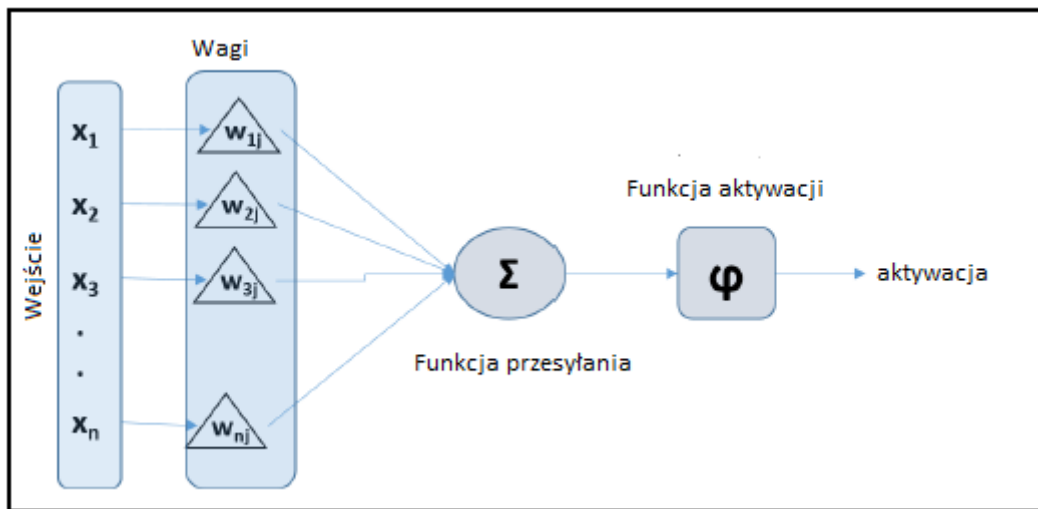 Wagi
x1
w1j
x2
w2j
x3
w3j
.
.
xn
wnj
Wejście
Σ
Funkcja przesyłania
Funkcja aktywacji
φ
aktywacja